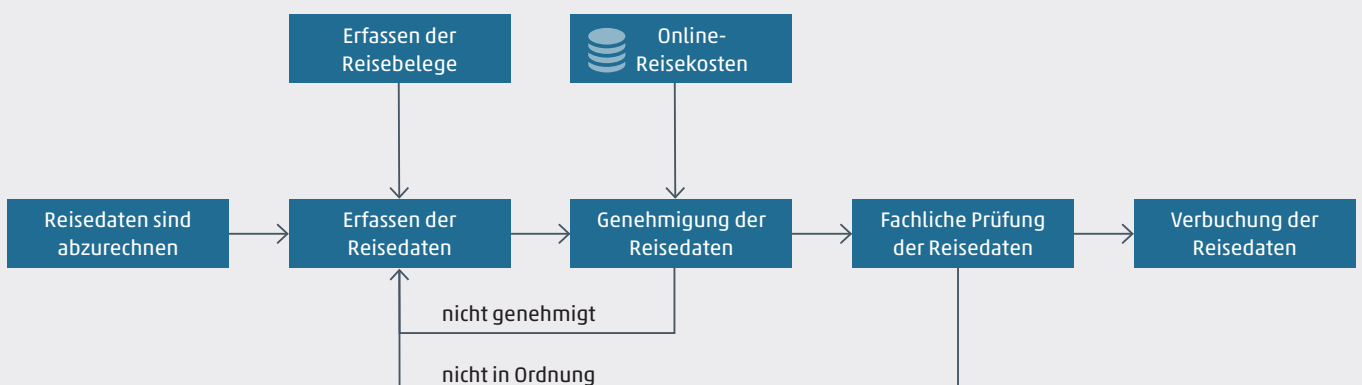 Erfassen der
Reisebelege
Online-
Reisekosten
Reisedaten sind
abzurechnen
Erfassen der
Reisedaten
Genehmigung der
Reisedaten
Fachliche Prüfung
der Reisedaten
Verbuchung der
Reisedaten
nicht genehmigt
nicht in Ordnung